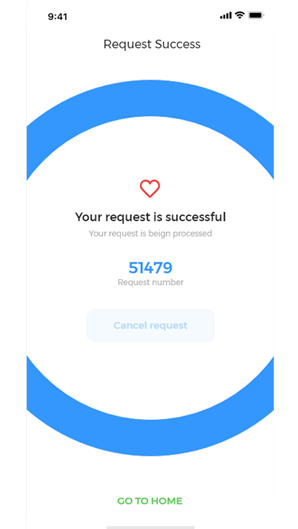 9:41
Request Success
Your request is successful
Your request is beign processed
51479
Request number
Cancel request
GO TO HOME